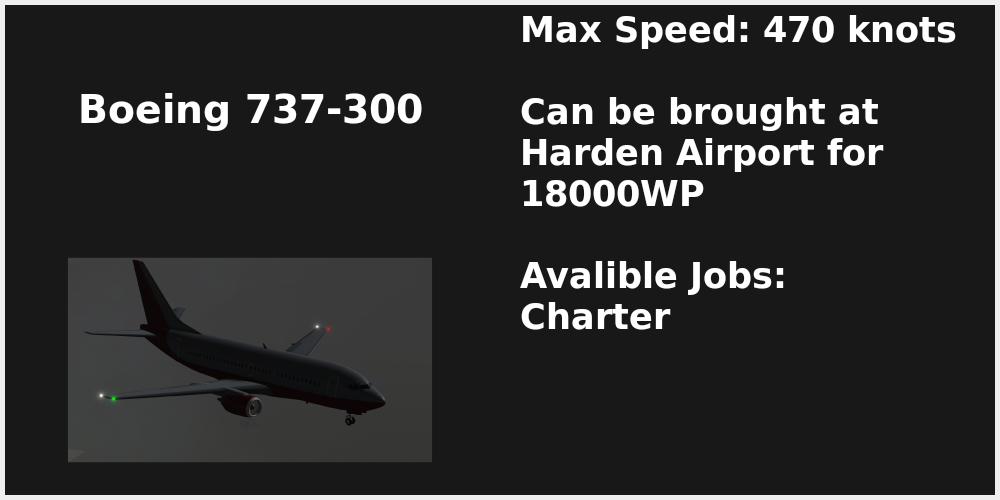 Boeing 737-300
Max Speed: 470 knots
Can be brought at
Harden Airport for
18000WP
Avalible Jobs:
Charter